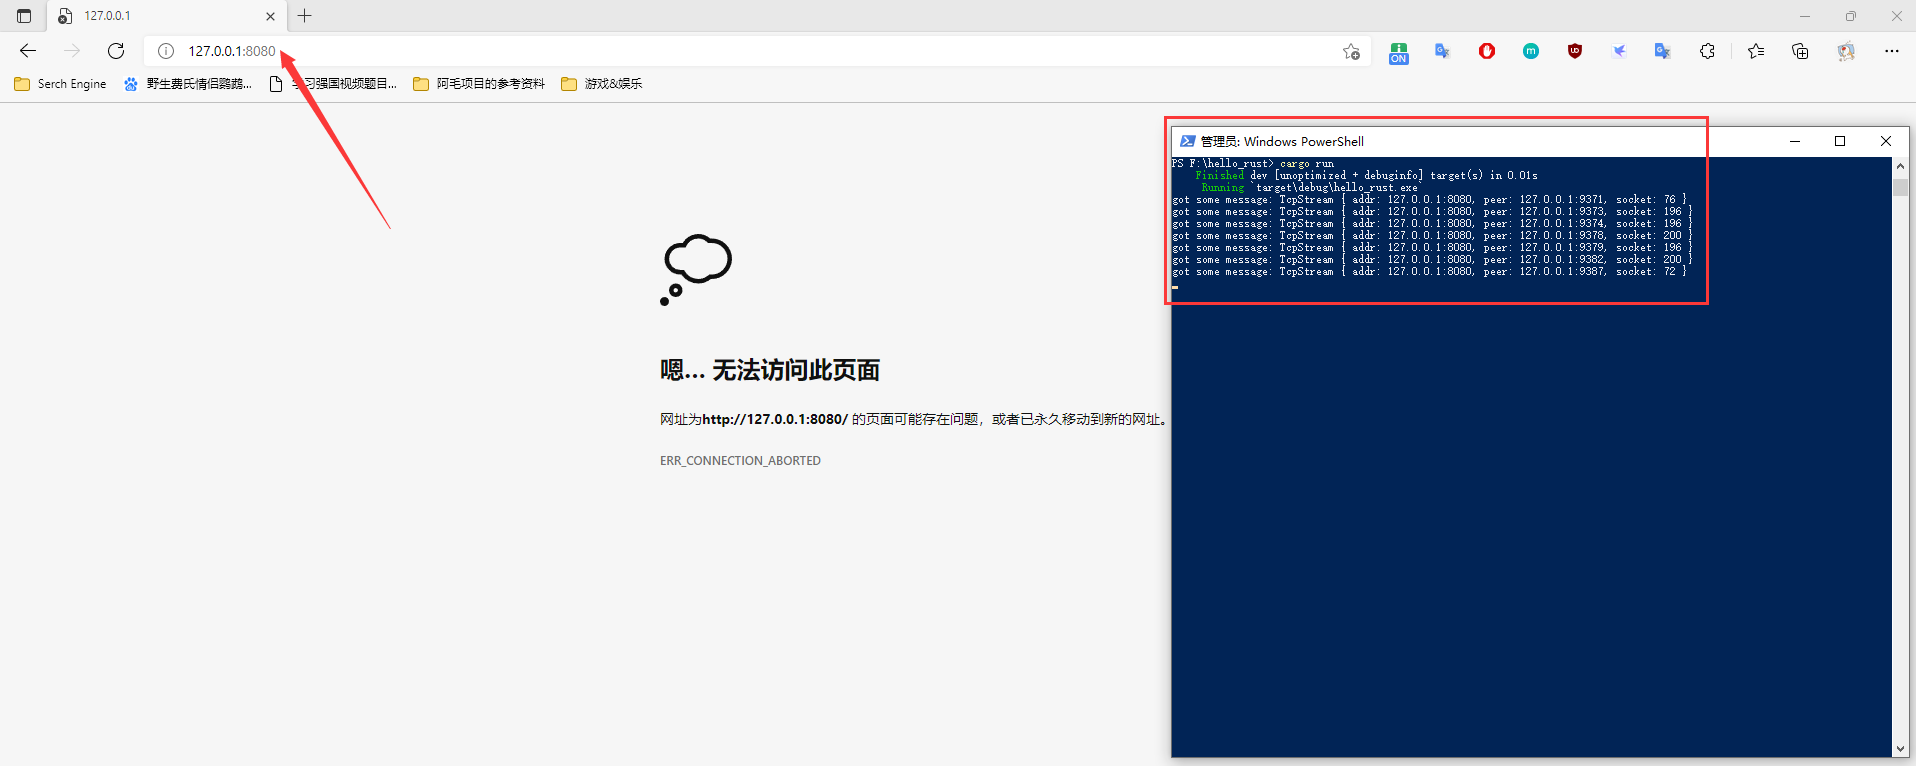 127.0.0.1
127.0.0.1:8080
ON
m
Serch Engine
野生费氏情侣鹦鹉...
学习强国视频题目...
阿毛项目的参考资料
游戏&娱乐
管理员: Windows PowerShell
PS F:\hello_rust> cargo run
Finished dev [unoptimized + debuginfo] target(s) in 0.01s
Running `target\debug\hello_rust.exe`
got some message: TcpStream { addr: 127.0.0.1:8080, peer: 127.0.0.1:9371, socket: 76 }
got some message: TcpStream { addr: 127.0.0.1:8080, peer: 127.0.0.1:9373, socket: 196 }
got some message: TcpStream { addr: 127.0.0.1:8080, peer: 127.0.0.1:9374, socket: 196 }
got some message: TcpStream { addr: 127.0.0.1:8080, peer: 127.0.0.1:9378, socket: 200 }
got some message: TcpStream { addr: 127.0.0.1:8080, peer: 127.0.0.1:9379, socket: 196 }
got some message: TcpStream { addr: 127.0.0.1:8080, peer: 127.0.0.1:9382, socket: 200 }
got some message: TcpStream { addr: 127.0.0.1:8080, peer: 127.0.0.1:9387, socket: 72 }
嗯... 无法访问此页面
网址为http://127.0.0.1:8080/ 的页面可能存在问题，或者已永久移动到新的网址。
ERR_CONNECTION_ABORTED